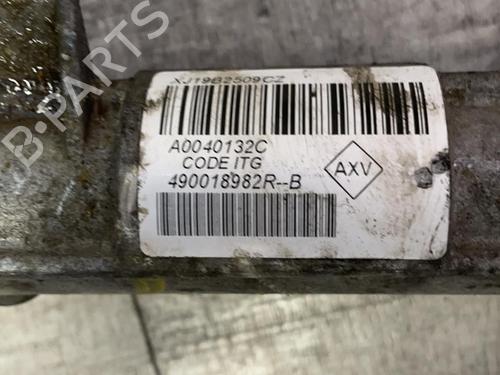 XJ19B2509CZ
A0040132C
CODE ITG
490018982R--B
AXV
B-PARTS